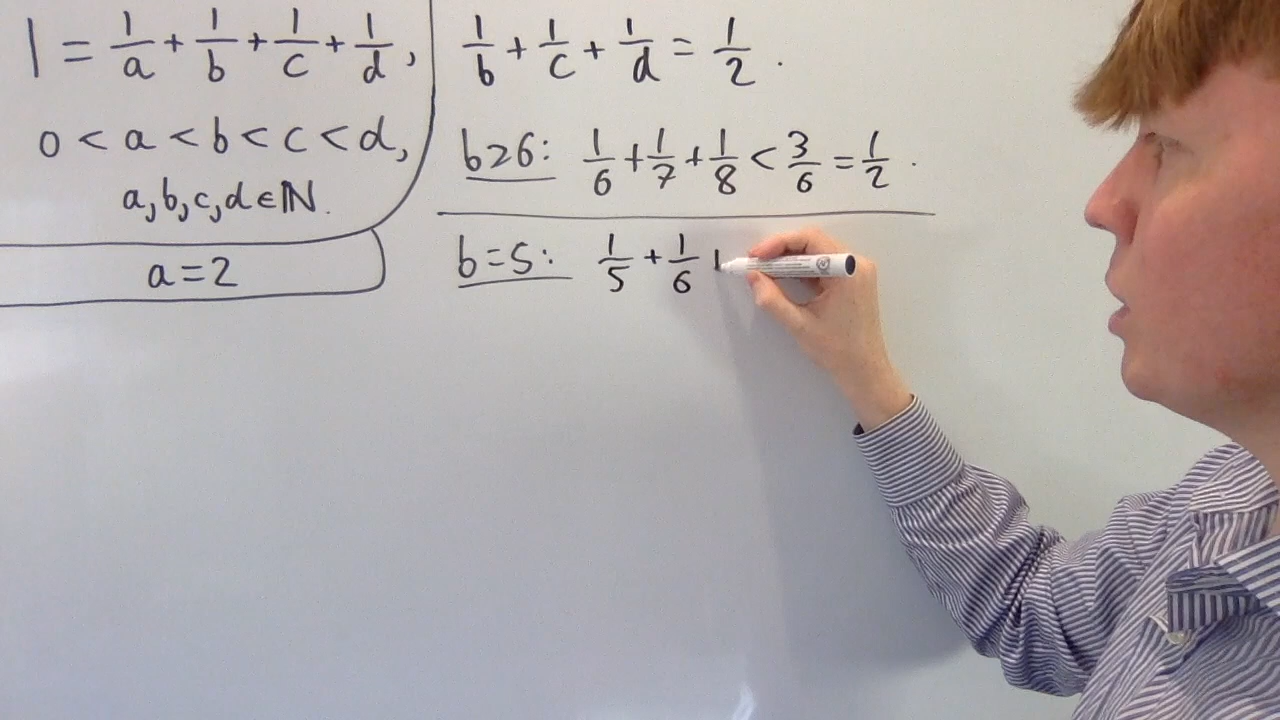 1 = 1/a + 1/b + 1/c + 1/d,
0 < a < b < c < d,
a, b, c, d ∈ ℕ.
a = 2
1/b + 1/c + 1/d = 1/2.
b ≥ 6: 1/6 + 1/7 + 1/8 < 3/6 = 1/2.
b = 5: 1/5 + 1/6